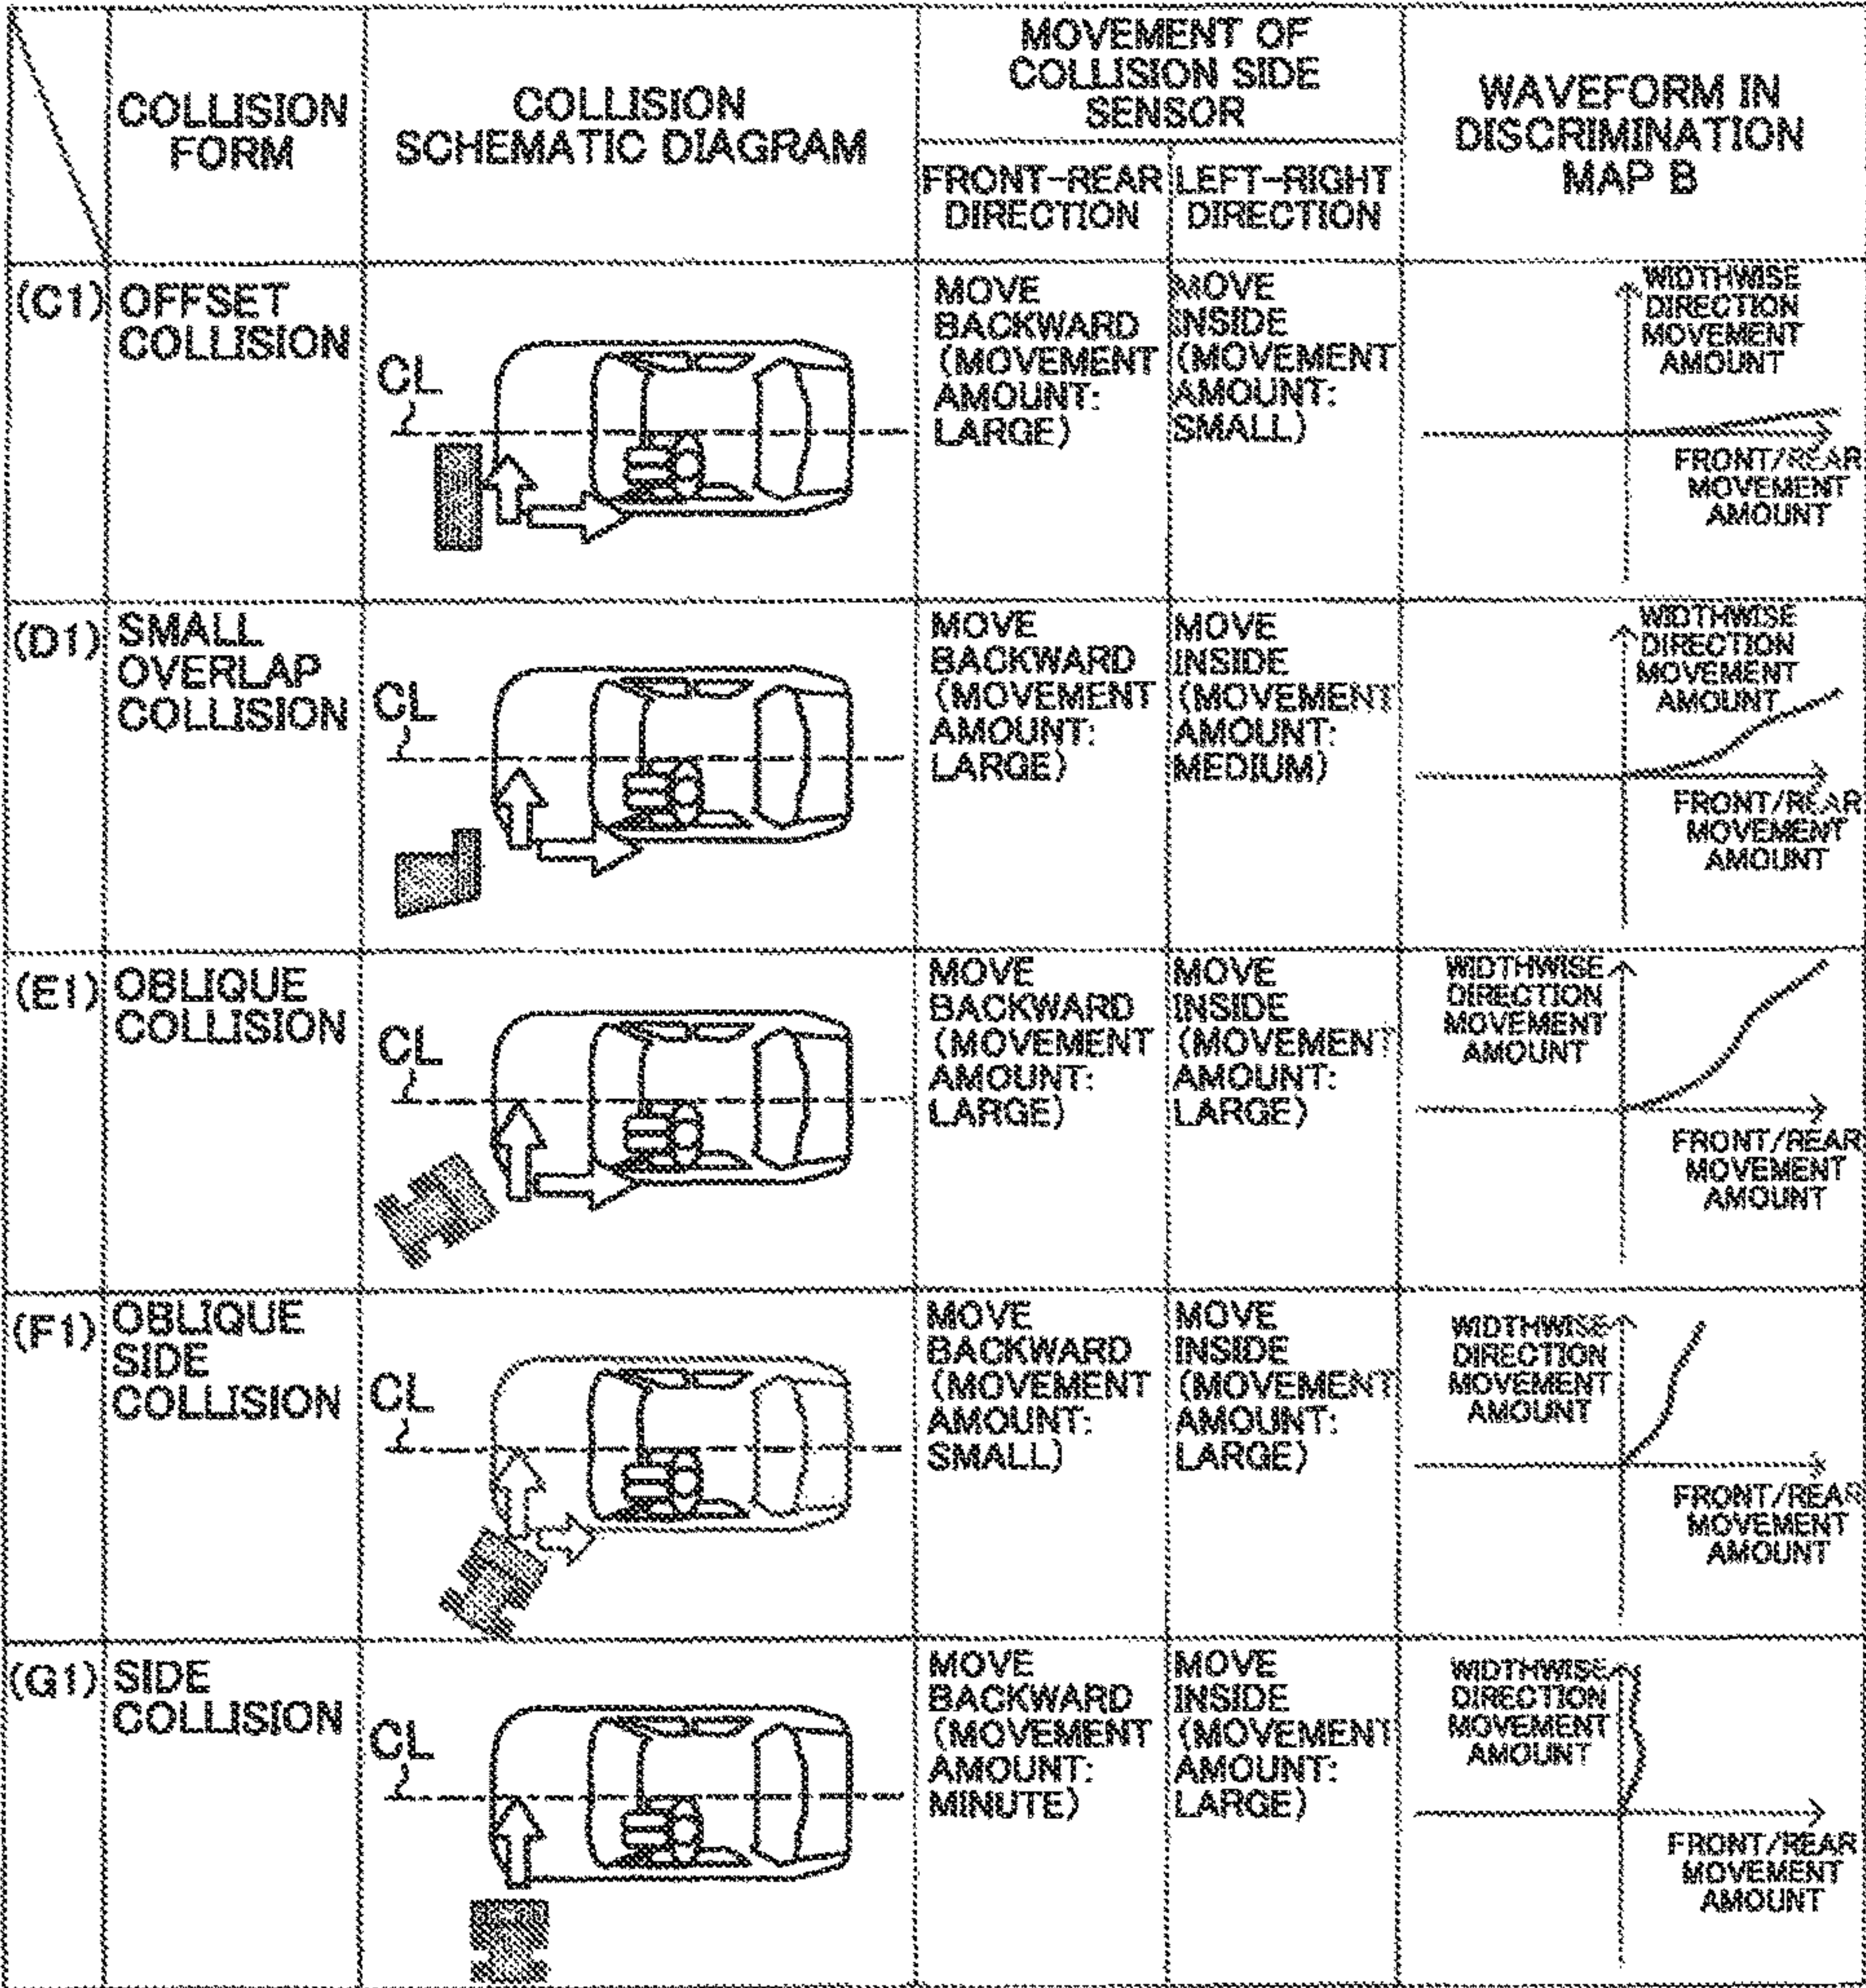 COLLISION
FORM
COLLISION
SCHEMATIC DIAGRAM
MOVEMENT OF
COLLISION SIDE
SENSOR
FRONT-REAR
DIRECTION
LEFT-RIGHT
DIRECTION
WAVEFORM IN
DISCRIMINATION
MAP B
(C1)
OFFSET
COLLISION
CL
MOVE
BACKWARD
(MOVEMENT
AMOUNT:
LARGE)
MOVE
INSIDE
(MOVEMENT
AMOUNT:
SMALL)
WIDTHWISE
DIRECTION
MOVEMENT
AMOUNT
FRONT/REAR
MOVEMENT
AMOUNT
(D1)
SMALL
OVERLAP
COLLISION
CL
MOVE
BACKWARD
(MOVEMENT
AMOUNT:
LARGE)
MOVE
INSIDE
(MOVEMENT
AMOUNT:
MEDIUM)
WIDTHWISE
DIRECTION
MOVEMENT
AMOUNT
FRONT/REAR
MOVEMENT
AMOUNT
(E1)
OBLIQUE
COLLISION
CL
MOVE
BACKWARD
(MOVEMENT
AMOUNT:
LARGE)
MOVE
INSIDE
(MOVEMENT
AMOUNT:
LARGE)
WIDTHWISE
DIRECTION
MOVEMENT
AMOUNT
FRONT/REAR
MOVEMENT
AMOUNT
(F1)
OBLIQUE
SIDE
COLLISION
CL
MOVE
BACKWARD
(MOVEMENT
AMOUNT:
SMALL)
MOVE
INSIDE
(MOVEMENT
AMOUNT:
LARGE)
WIDTHWISE
DIRECTION
MOVEMENT
AMOUNT
FRONT/REAR
MOVEMENT
AMOUNT
(G1)
SIDE
COLLISION
CL
MOVE
BACKWARD
(MOVEMENT
AMOUNT:
MINUTE)
MOVE
INSIDE
(MOVEMENT
AMOUNT:
LARGE)
WIDTHWISE
DIRECTION
MOVEMENT
AMOUNT
FRONT/REAR
MOVEMENT
AMOUNT